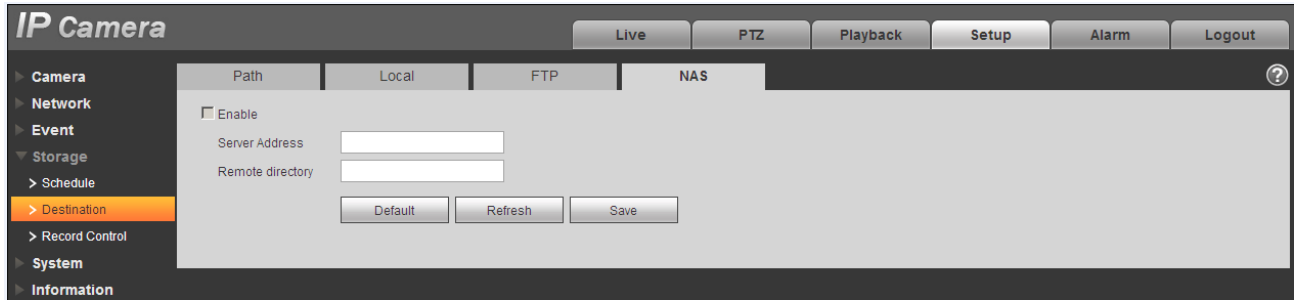 IP Camera
Live PTZ Playback Setup Alarm Logout
Camera
Network
Event
Storage
> Schedule
> Destination
> Record Control
System
Information
Path Local FTP NAS ?
Enable
Server Address
Remote directory
Default Refresh Save